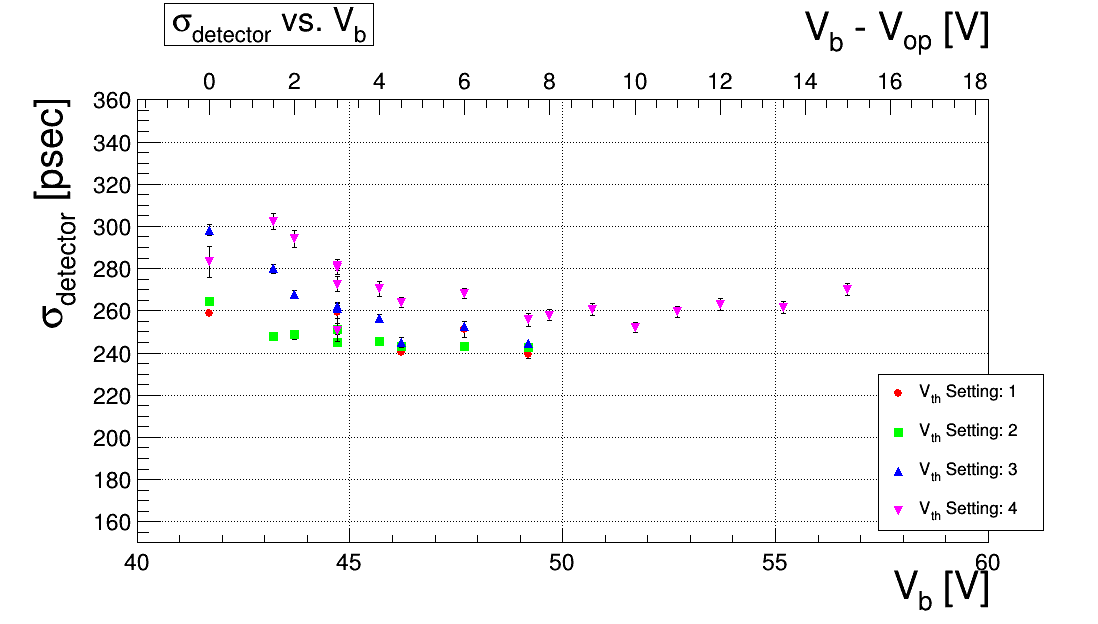 σdetector vs. Vb
Vb - Vop [V]
0 2 4 6 8 10 12 14 16 18
σdetector [psec]
360
340
320
300
280
260
240
220
200
180
160
Vth Setting: 1
Vth Setting: 2
Vth Setting: 3
Vth Setting: 4
40 45 50 55 60
Vb [V]